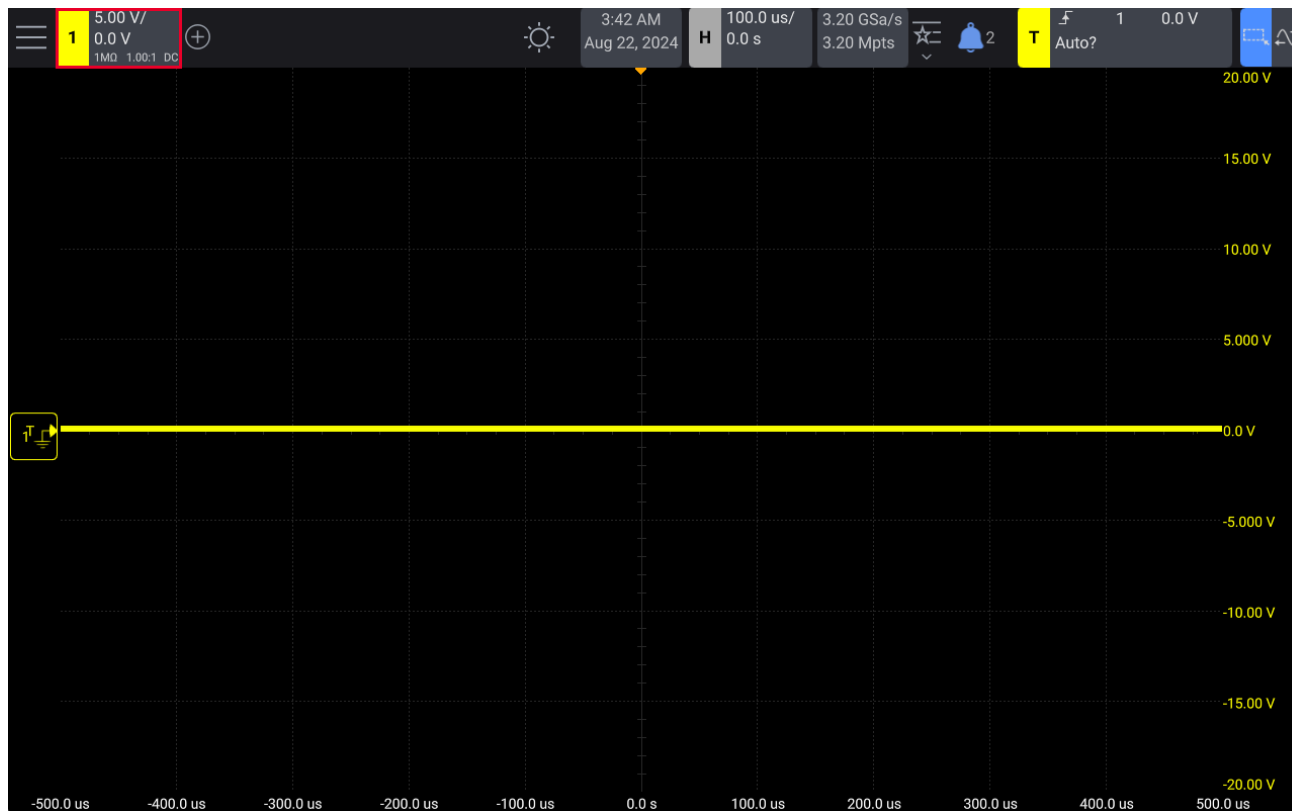 1
5.00 V/
0.0 V
1MΩ 1.00:1 DC
3:42 AM
Aug 22, 2024
H
100.0 us/
0.0 s
3.20 GSa/s
3.20 Mpts
2
T
1
0.0 V
Auto?
20.00 V
15.00 V
10.00 V
5.000 V
1T
0.0 V
-5.000 V
-10.00 V
-15.00 V
-20.00 V
-500.0 us
-400.0 us
-300.0 us
-200.0 us
-100.0 us
0.0 s
100.0 us
200.0 us
300.0 us
400.0 us
500.0 us